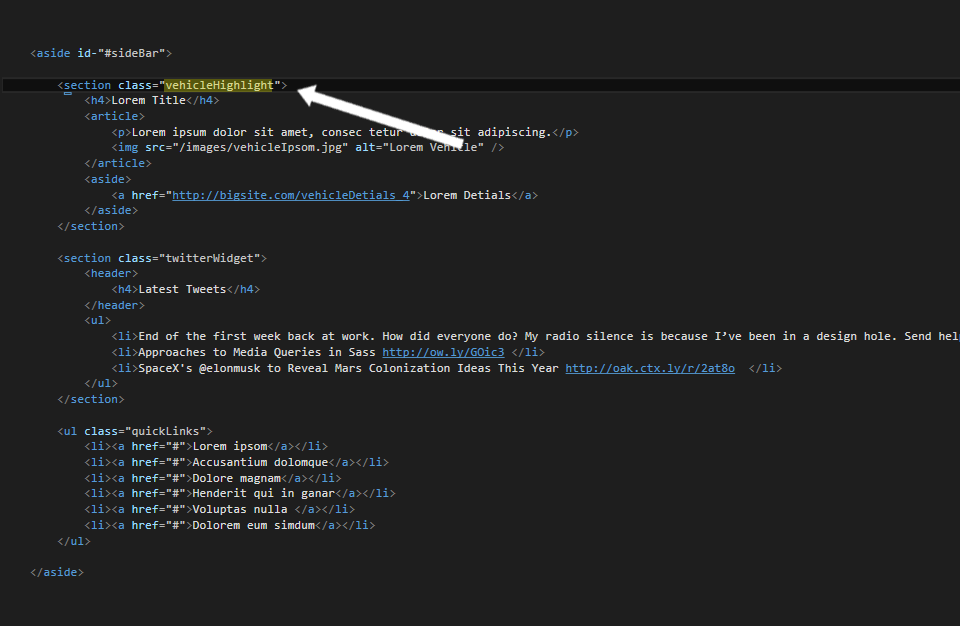 <aside id-"#sideBar">
<section class="vehicleHighlight">
<h4>Lorem Title</h4>
<article>
<p>Lorem ipsum dolor sit amet, consec tetur sit adipiscing.</p>
<img src="/images/vehicleIpsom.jpg" alt="Lorem Vehicle" />
</article>
<aside>
<a href="http://bigsite.com/vehicleDetials 4">Lorem Detials</a>
</aside>
</section>
<section class="twitterWidget">
<header>
<h4>Latest Tweets</h4>
</header>
<ul>
<li>End of the first week back at work. How did everyone do? My radio silence is because I’ve been in a design hole. Send hel
<li>Approaches to Media Queries in Sass http://ow.ly/GOic3 </li>
<li>SpaceX's @elonmusk to Reveal Mars Colonization Ideas This Year http://oak.ctx.ly/r/2at8o </li>
</ul>
</section>
<ul class="quickLinks">
<li><a href="#">Lorem ipsom</a></li>
<li><a href="#">Accusantium dolomque</a></li>
<li><a href="#">Dolore magnam</a></li>
<li><a href="#">Henderit qui in ganar</a></li>
<li><a href="#">Voluptas nulla </a></li>
<li><a href="#">Dolorem eum simdum</a></li>
</ul>
</aside>